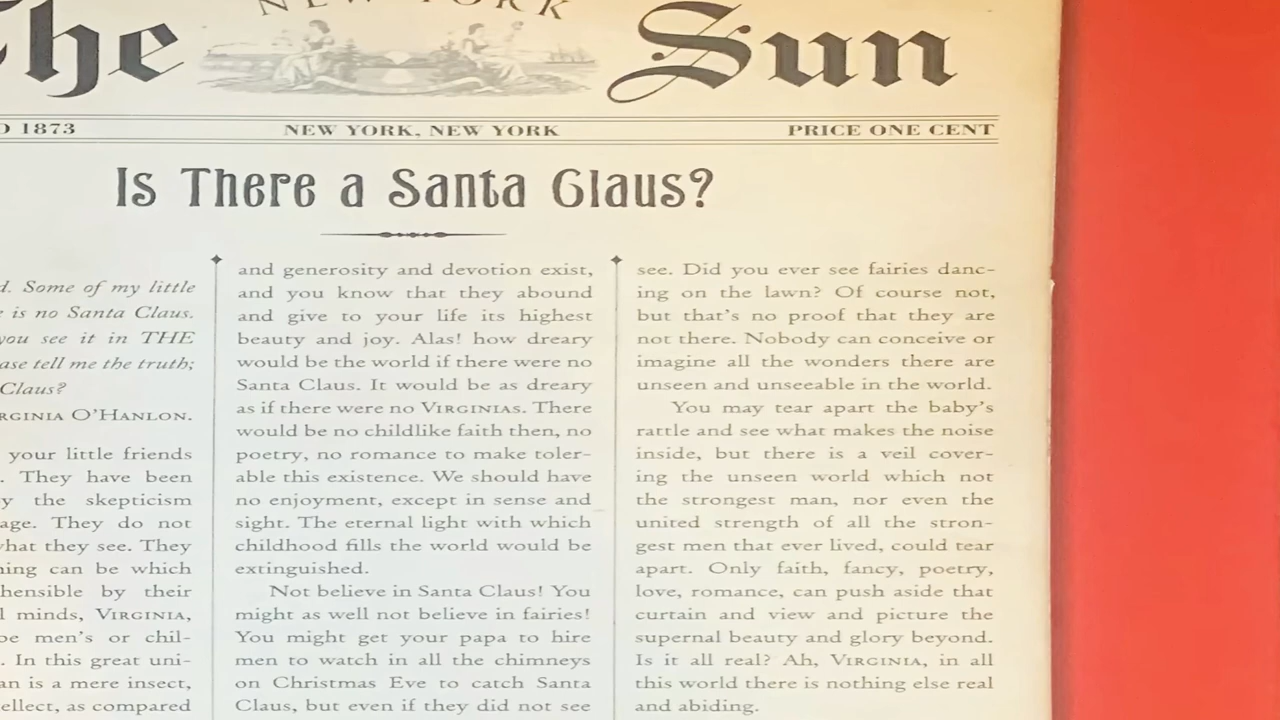 NEW YORK
The Sun
1873
NEW YORK, NEW YORK
PRICE ONE CENT
Is There a Santa Claus?
Some of my little
is no Santa Claus.
you see it in THE
tell me the truth;
Claus?
O'HANLON.
your little friends
They have been
the skepticism
They do not
what they see. They
can be which
by their
minds, VIRGINIA,
men's or chil-
. In this great uni-
is a mere insect,
as compared
and generosity and devotion exist,
and you know that they abound
and give to your life its highest
beauty and joy. Alas! how dreary
would be the world if there were no
Santa Claus. It would be as dreary
as if there were no VIRGINIAS. There
would be no childlike faith then, no
poetry, no romance to make toler-
able this existence. We should have
no enjoyment, except in sense and
sight. The eternal light with which
childhood fills the world would be
extinguished.
Not believe in Santa Claus! You
might as well not believe in fairies!
You might get your papa to hire
men to watch in all the chimneys
on Christmas Eve to catch Santa
Claus, but even if they did not see
see. Did you ever see fairies danc-
ing on the lawn? Of course not,
but that's no proof that they are
not there. Nobody can conceive or
imagine all the wonders there are
unseen and unseeable in the world.
You may tear apart the baby's
rattle and see what makes the noise
inside, but there is a veil cover-
ing the unseen world which not
the strongest man, nor even the
united strength of all the stron-
gest men that ever lived, could tear
apart. Only faith, fancy, poetry,
love, romance, can push aside that
curtain and view and picture the
supernal beauty and glory beyond.
Is it all real? Ah, VIRGINIA, in all
this world there is nothing else real
and abiding.